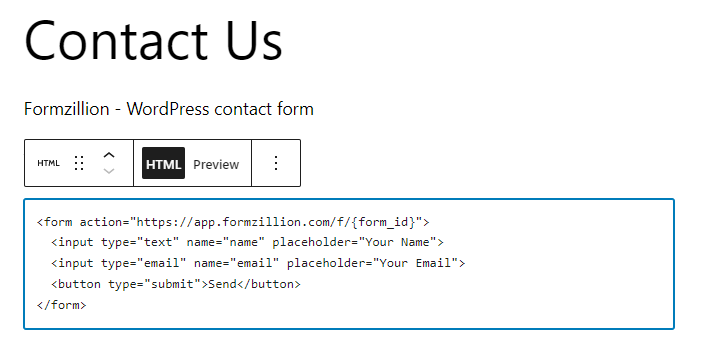 Contact Us
Formzillion - WordPress contact form
HTML HTML Preview
<form action="https://app.formzillion.com/f/{form_id}">
  <input type="text" name="name" placeholder="Your Name">
  <input type="email" name="email" placeholder="Your Email">
  <button type="submit">Send</button>
</form>